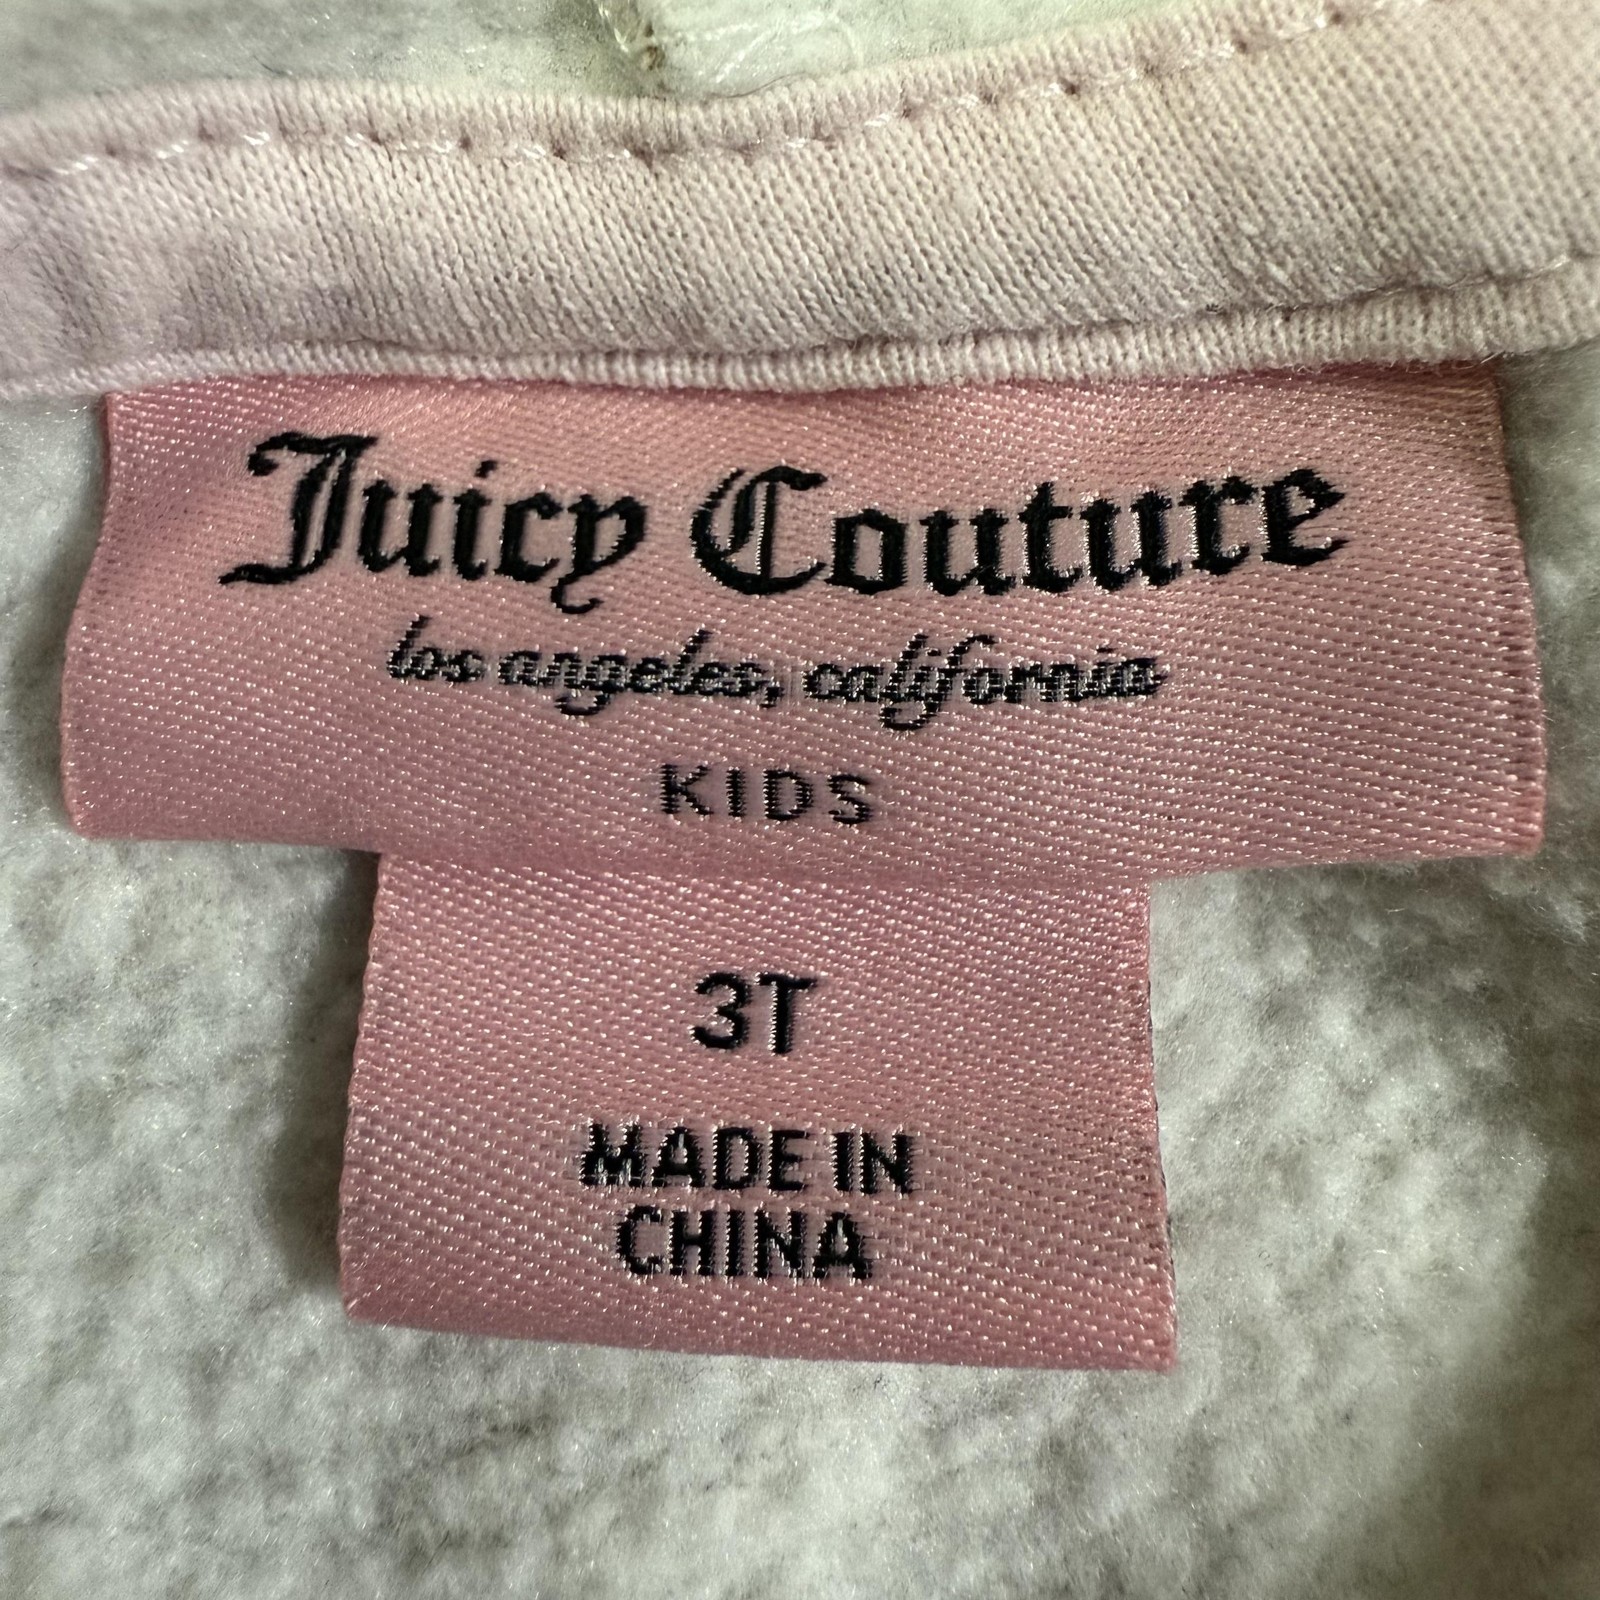 Juicy Couture
los angeles, california
KIDS
3T
MADE IN
CHINA